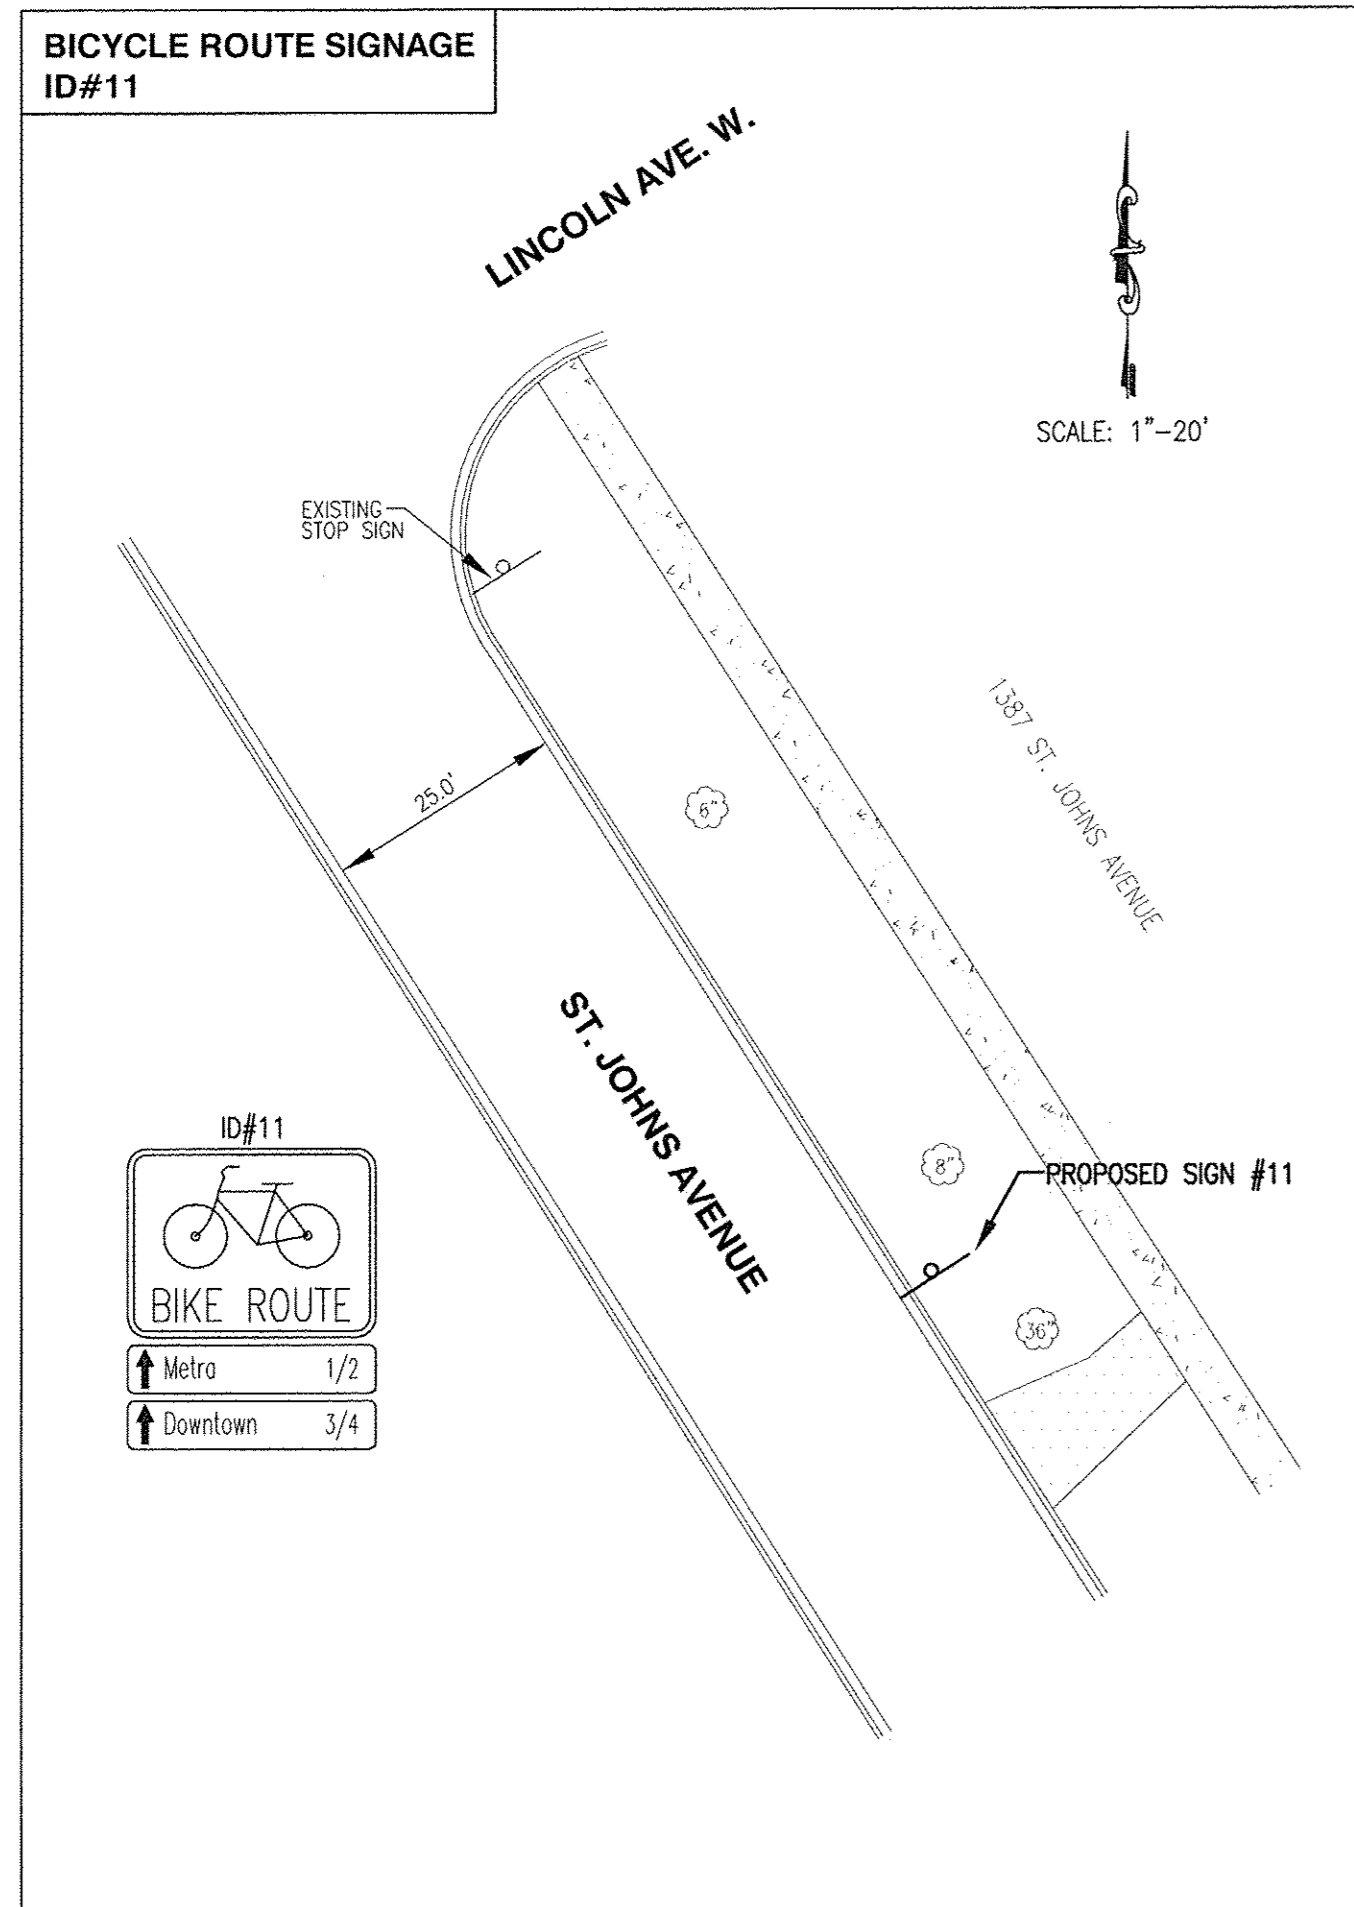 BICYCLE ROUTE SIGNAGE
ID#11
LINCOLN AVE. W.
SCALE: 1"-20'
EXISTING
STOP SIGN
25.0'
6"
1387 ST. JOHNS AVENUE
ST. JOHNS AVENUE
8"
PROPOSED SIGN #11
36"
ID#11
BIKE ROUTE
Metra 1/2
Downtown 3/4